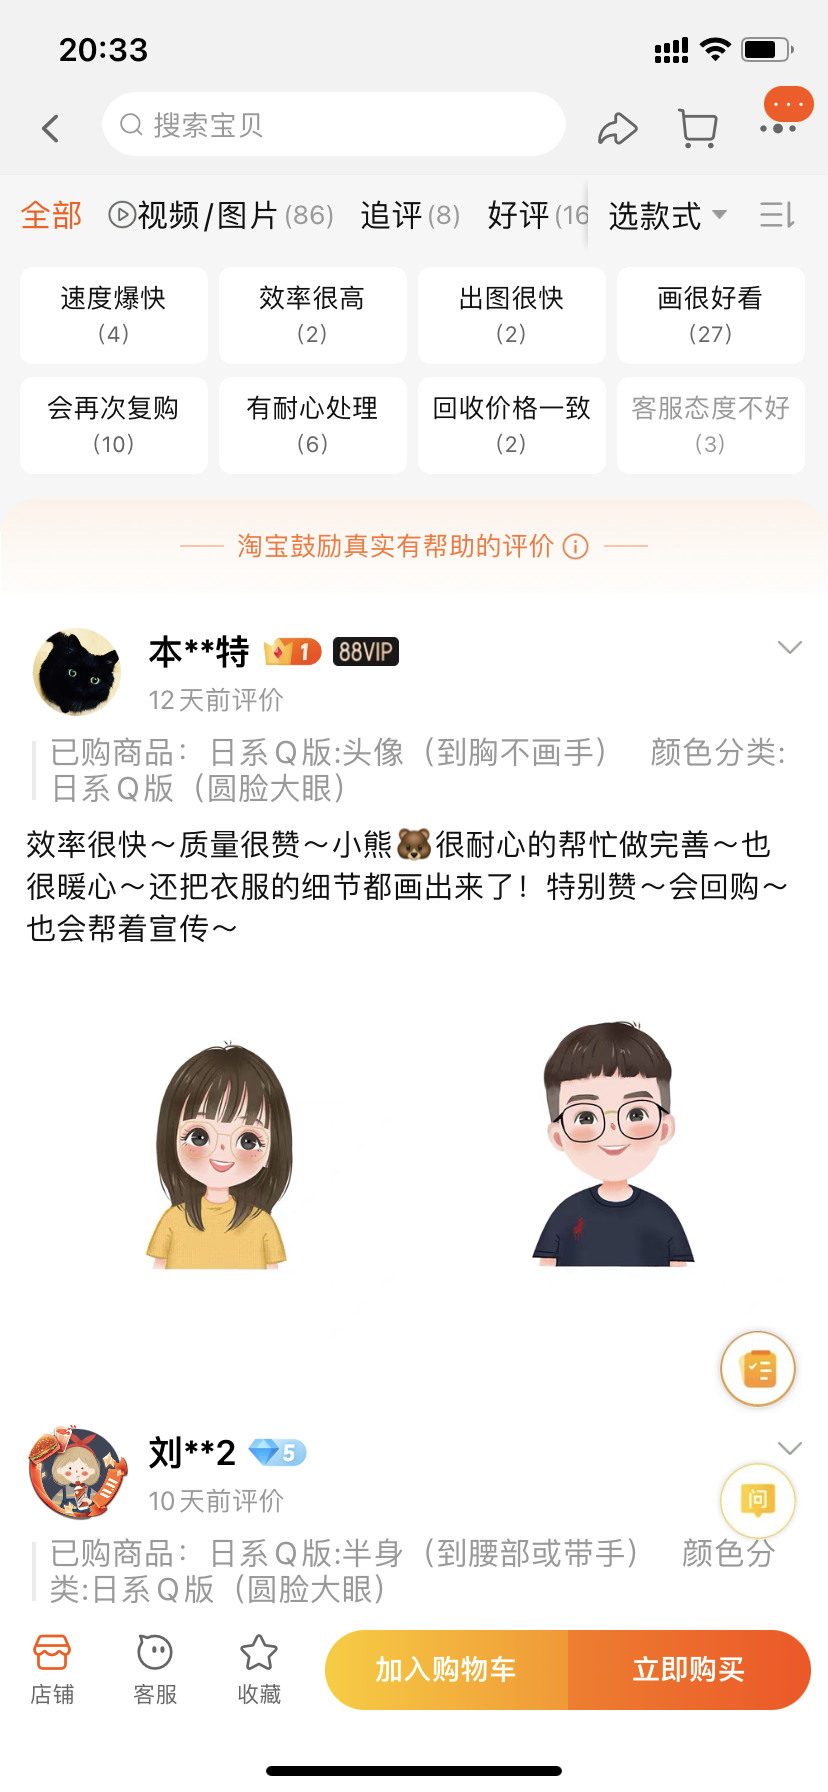 20:33
搜索宝贝
全部 视频/图片(86) 追评(8) 好评(16 选款式
速度爆快 效率很高 出图很快 画很好看
(4) (2) (2) (27)
会再次复购 有耐心处理 回收价格一致 客服态度不好
(10) (6) (2) (3)
淘宝鼓励真实有帮助的评价
本**特 1 88VIP
12天前评价
已购商品：日系Q版:头像（到胸不画手） 颜色分类:
日系Q版（圆脸大眼）
效率很快～质量很赞～小熊🐻很耐心的帮忙做完善～也
很暖心～还把衣服的细节都画出来了！特别赞～会回购～
也会帮着宣传～
刘**2 5
10天前评价
问
已购商品：日系Q版:半身（到腰部或带手） 颜色分
类:日系Q版（圆脸大眼）
店铺 客服 收藏 加入购物车 立即购买